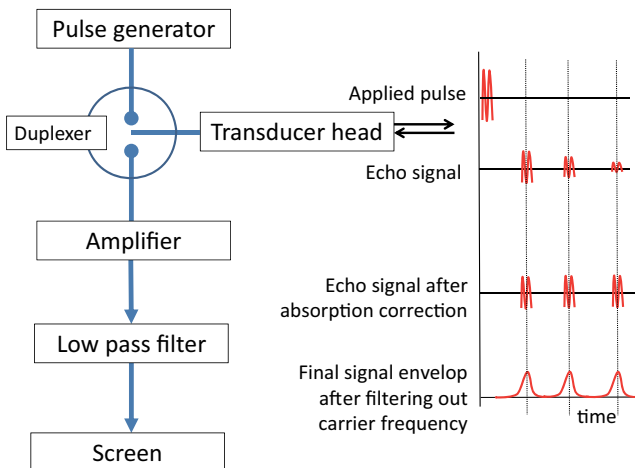 Pulse generator
Duplexer
Transducer head
Amplifier
Low pass filter
Screen
Applied pulse
Echo signal
Echo signal after
absorption correction
Final signal envelop
after filtering out
carrier frequency
time